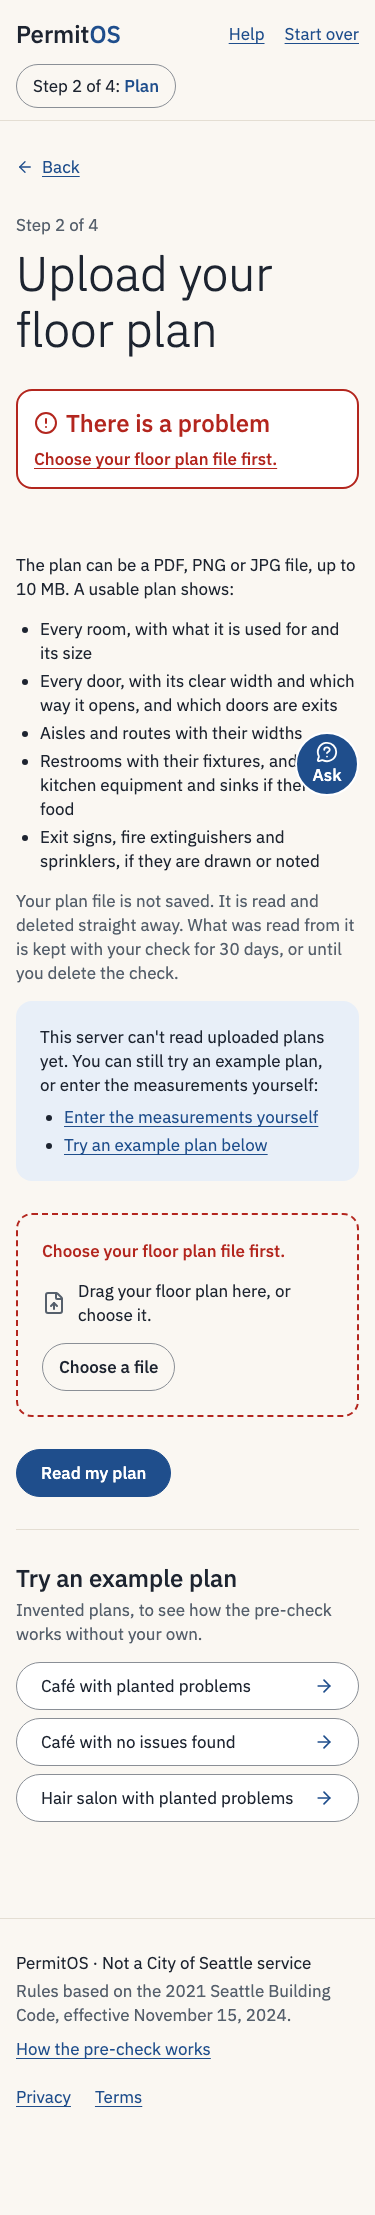 PermitOS
Help
Start over
Step 2 of 4: Plan
Back
Step 2 of 4
Upload your
floor plan
There is a problem
Choose your floor plan file first.
The plan can be a PDF, PNG or JPG file, up to
10 MB. A usable plan shows:
Every room, with what it is used for and
its size
Every door, with its clear width and which
way it opens, and which doors are exits
Aisles and routes with their widths
Restrooms with their fixtures, and
kitchen equipment and sinks if
food
Ask
Exit signs, fire extinguishers and
sprinklers, if they are drawn or noted
Your plan file is not saved. It is read and
deleted straight away. What was read from it
is kept with your check for 30 days, or until
you delete the check.
This server can't read uploaded plans
yet. You can still try an example plan,
or enter the measurements yourself:
Enter the measurements yourself
Try an example plan below
Choose your floor plan file first.
Drag your floor plan here, or
choose it.
Choose a file
Read my plan
Try an example plan
Invented plans, to see how the pre-check
works without your own.
Café with planted problems
Café with no issues found
Hair salon with planted problems
PermitOS · Not a City of Seattle service
Rules based on the 2021 Seattle Building
Code, effective November 15, 2024.
How the pre-check works
Privacy
Terms